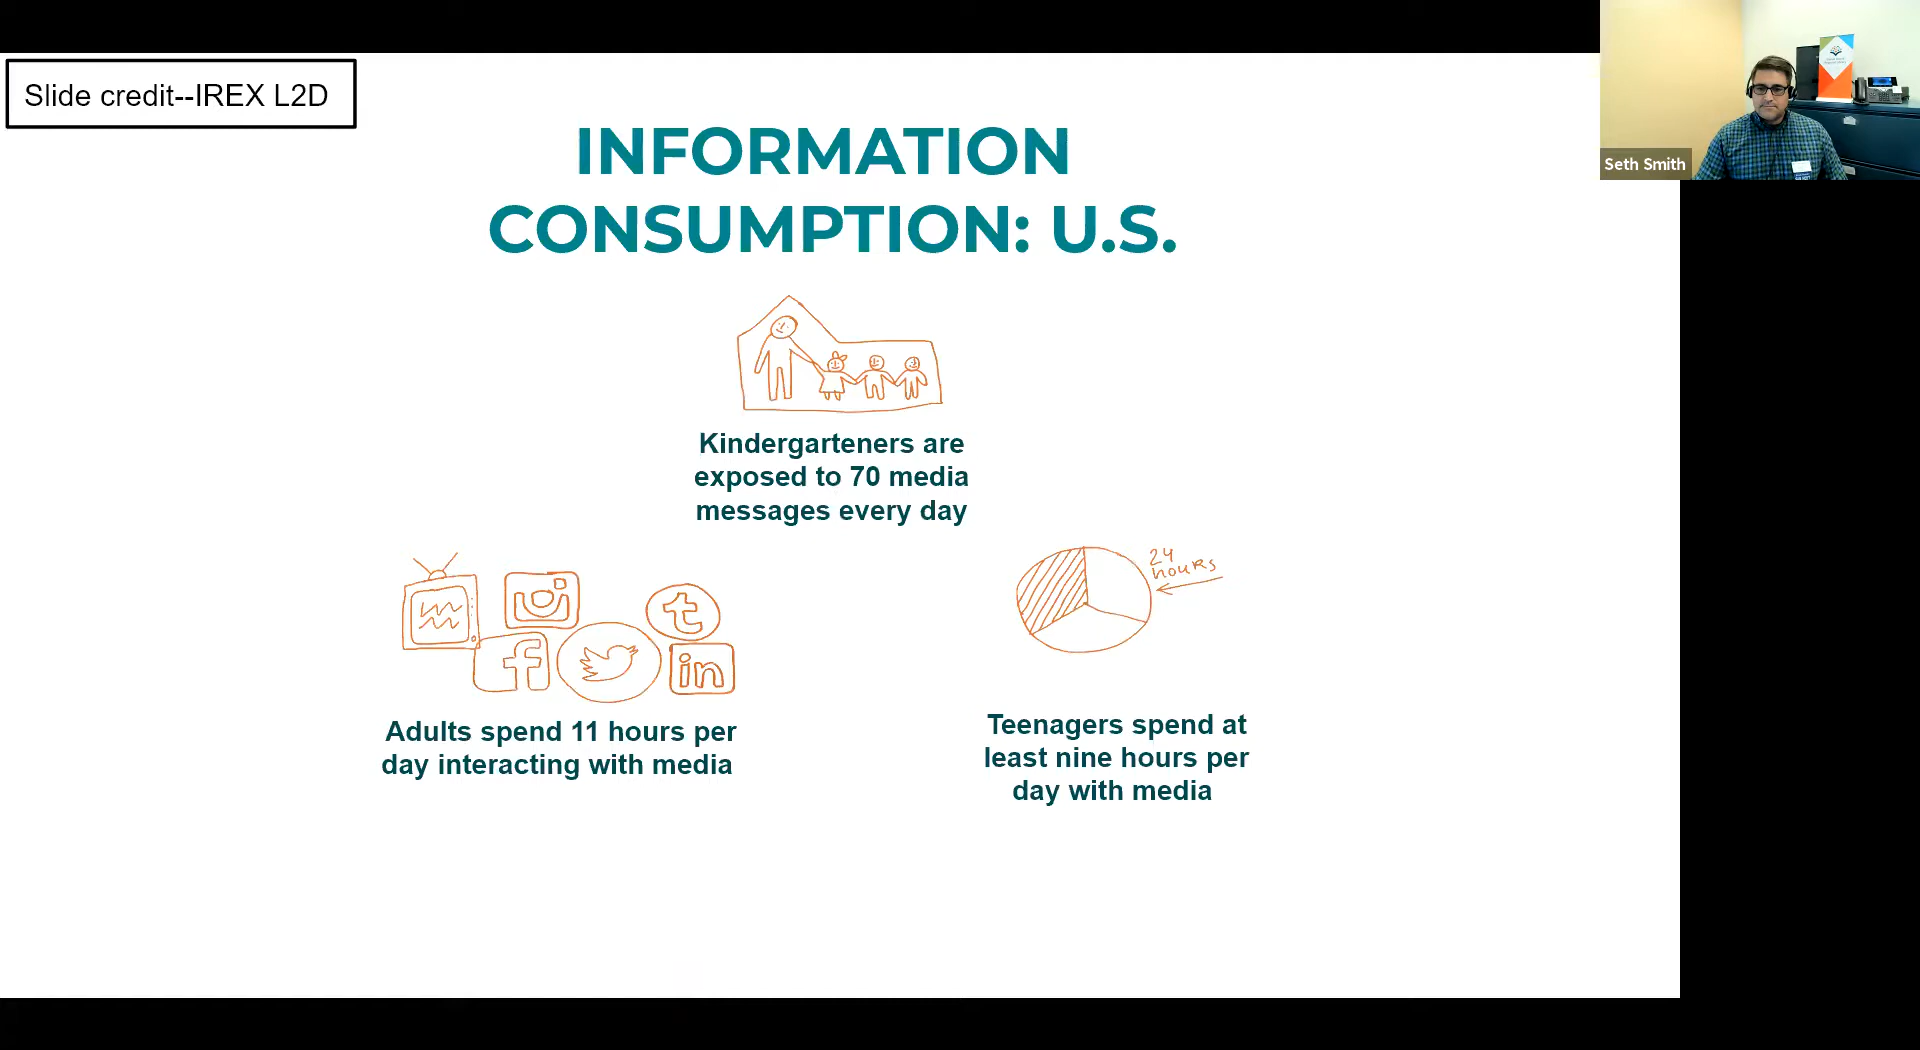 Slide credit--IREX L2D
INFORMATION
CONSUMPTION: U.S.
Kindergarteners are
exposed to 70 media
messages every day
24
hours
t
f
in
Adults spend 11 hours per
day interacting with media
Teenagers spend at
least nine hours per
day with media
Seth Smith